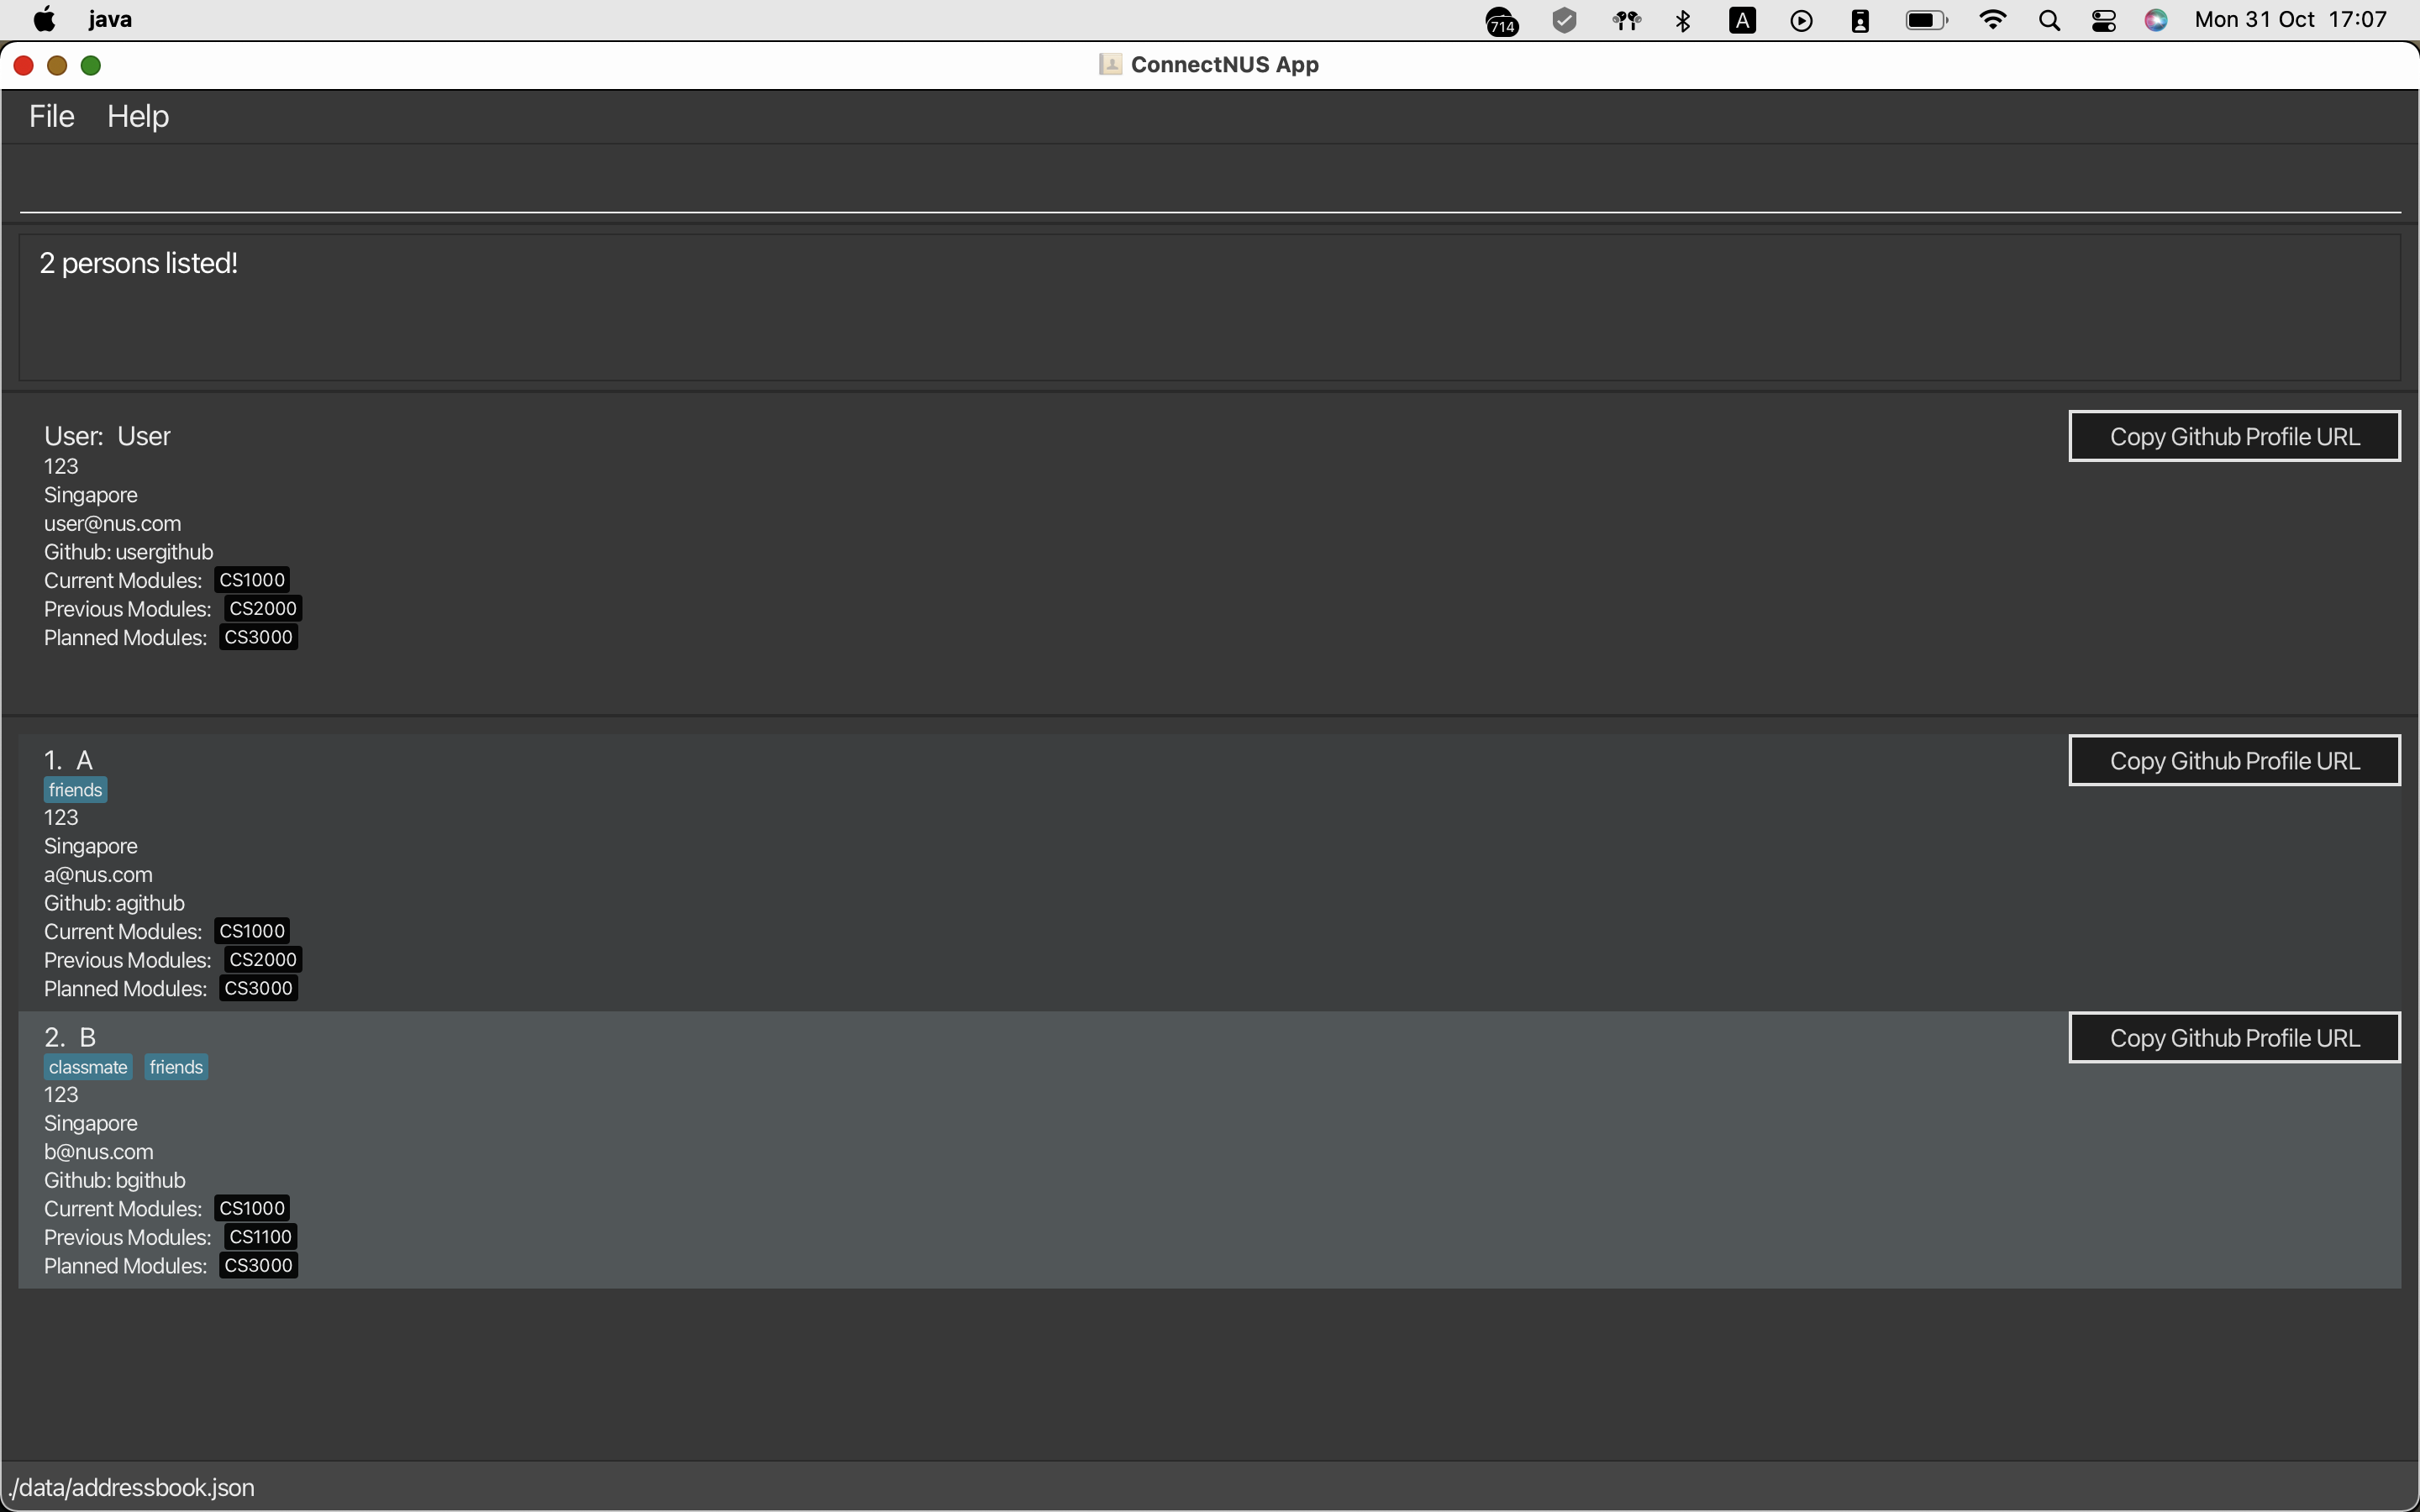 java 714 A Mon 31 Oct 17:07
ConnectNUS App
File Help
2 persons listed!
User: User Copy Github Profile URL
123
Singapore
user@nus.com
Github: usergithub
Current Modules: CS1000
Previous Modules: CS2000
Planned Modules: CS3000
1. A Copy Github Profile URL
friends
123
Singapore
a@nus.com
Github: agithub
Current Modules: CS1000
Previous Modules: CS2000
Planned Modules: CS3000
2. B Copy Github Profile URL
classmate friends
123
Singapore
b@nus.com
Github: bgithub
Current Modules: CS1000
Previous Modules: CS1100
Planned Modules: CS3000
./data/addressbook.json